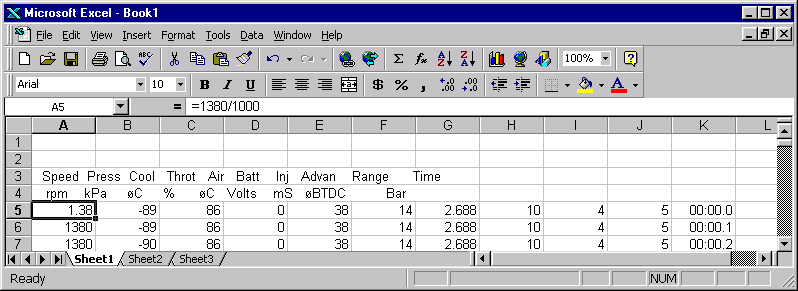 Microsoft Excel - Book1
File Edit View Insert Format Tools Data Window Help
ABC Σ fx A Z Z A 100% ?
Arial 10 B I U $ % , A
A5 = =1380/1000
A B C D E F G H I J K L
1
2
3 Speed Press Cool Throt Air Batt Inj Advan Range Time
4 rpm kPa øC % øC Volts mS øBTDC Bar
5 1.38 -89 86 0 38 14 2.688 10 4 5 00:00.0
6 1380 -89 86 0 38 14 2.688 10 4 5 00:00.1
7 1380 -90 86 0 38 14 2.688 10 4 5 00:00.2
Sheet1 Sheet2 Sheet3
Ready NUM